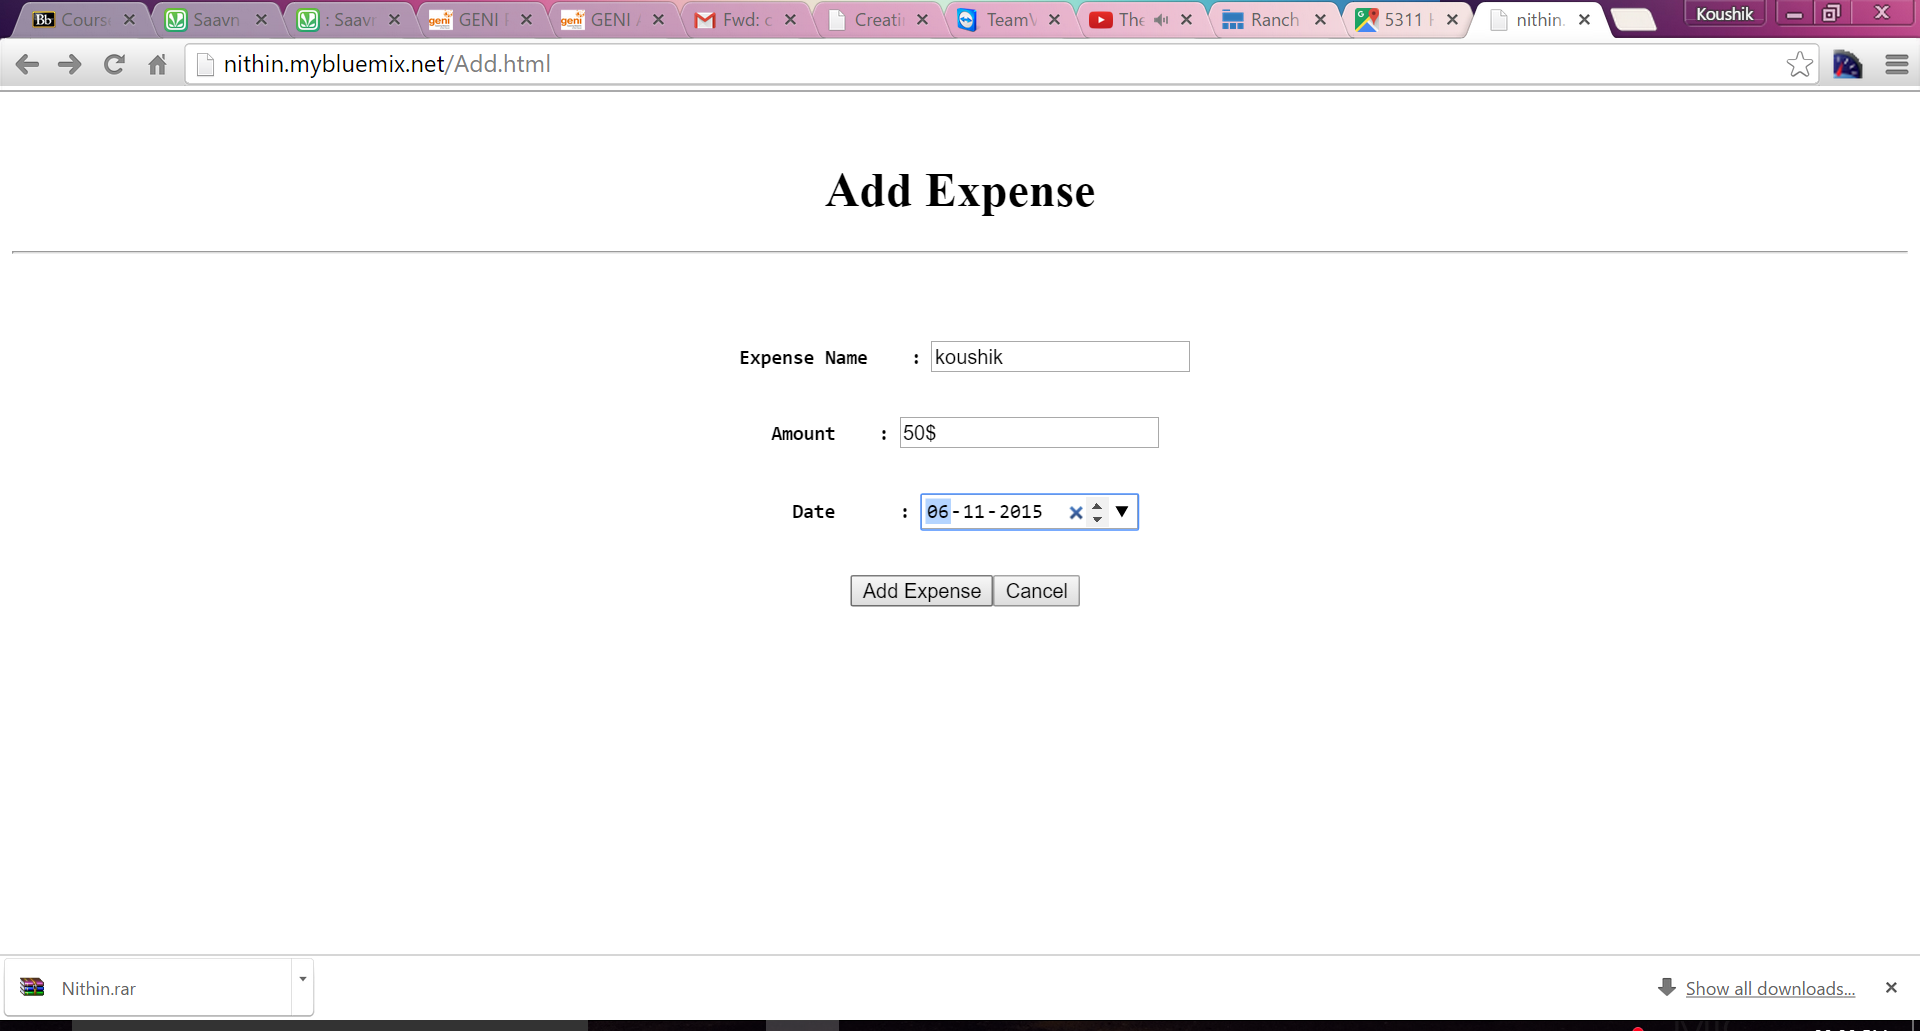 Cours Saavn : Saavn GENI GENI Fwd: c Creati Team The Ranch 5311 nithin. Koushik
nithin.mybluemix.net/Add.html
Add Expense
Expense Name : koushik
Amount : 50$
Date : 06-11-2015
Add Expense Cancel
Nithin.rar Show all downloads...